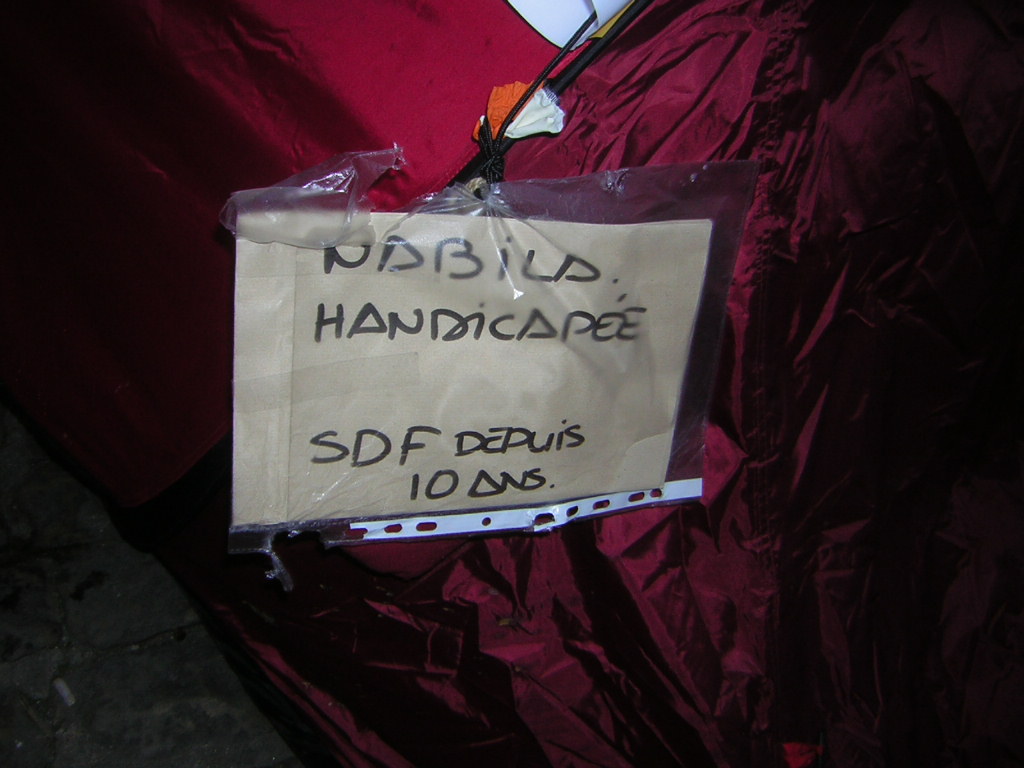 NABiLA.
HANDiCAPÉE
SDF DEPUiS
10 ANS.